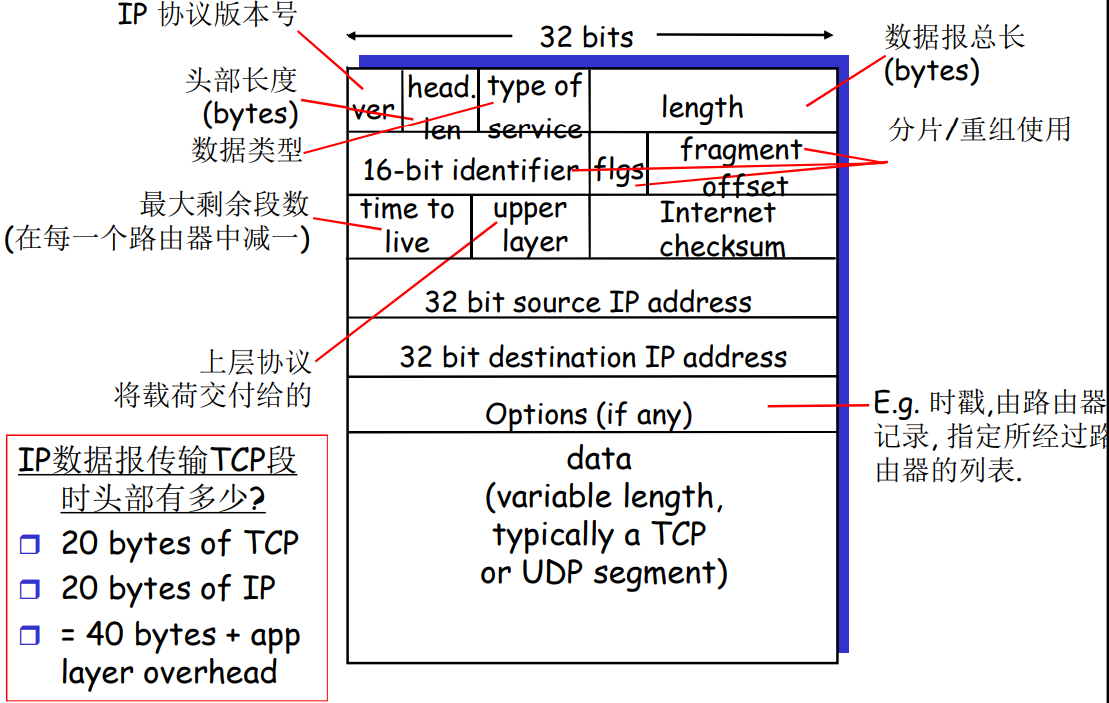 IP 协议版本号
32 bits
数据报总长
(bytes)
头部长度
(bytes)
数据类型
ver
head.
len
type of
service
length
分片/重组使用
16-bit identifier
flgs
fragment
offset
最大剩余段数
(在每一个路由器中减一)
time to
live
upper
layer
Internet
checksum
32 bit source IP address
上层协议
将载荷交付给的
32 bit destination IP address
Options (if any)
E.g. 时戳,由路由器
记录, 指定所经过路
由器的列表.
data
(variable length,
typically a TCP
or UDP segment)
IP数据报传输TCP段
时头部有多少?
20 bytes of TCP
20 bytes of IP
= 40 bytes + app
layer overhead